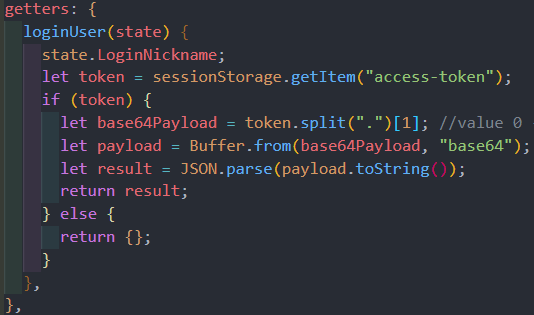 getters: {
loginUser(state) {
state.LoginNickname;
let token = sessionStorage.getItem("access-token");
if (token) {
let base64Payload = token.split(".")[1]; //value 0
let payload = Buffer.from(base64Payload, "base64");
let result = JSON.parse(payload.toString());
return result;
} else {
return {};
}
},
},